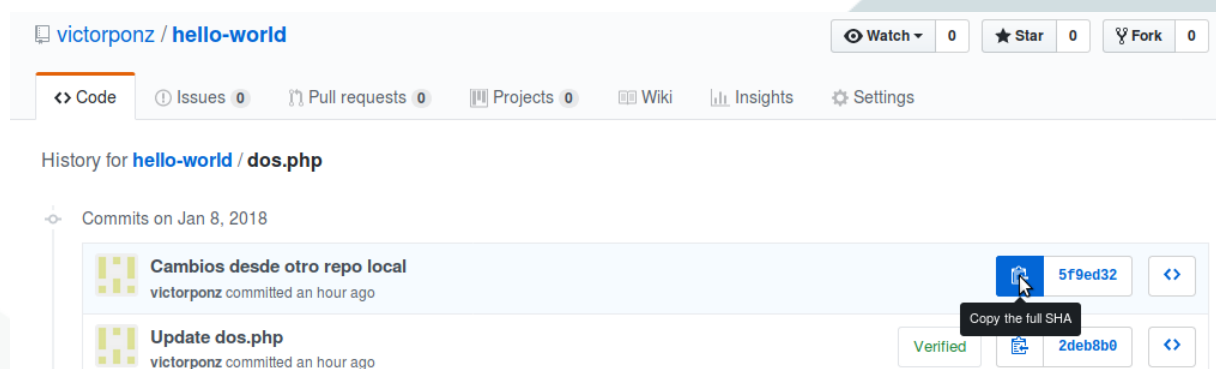 victorponz / hello-world Watch 0 Star 0 Fork 0
Code Issues 0 Pull requests 0 Projects 0 Wiki Insights Settings
History for hello-world / dos.php
Commits on Jan 8, 2018
Cambios desde otro repo local
victorponz committed an hour ago
5f9ed32
Copy the full SHA
Update dos.php
victorponz committed an hour ago
Verified 2deb8b0